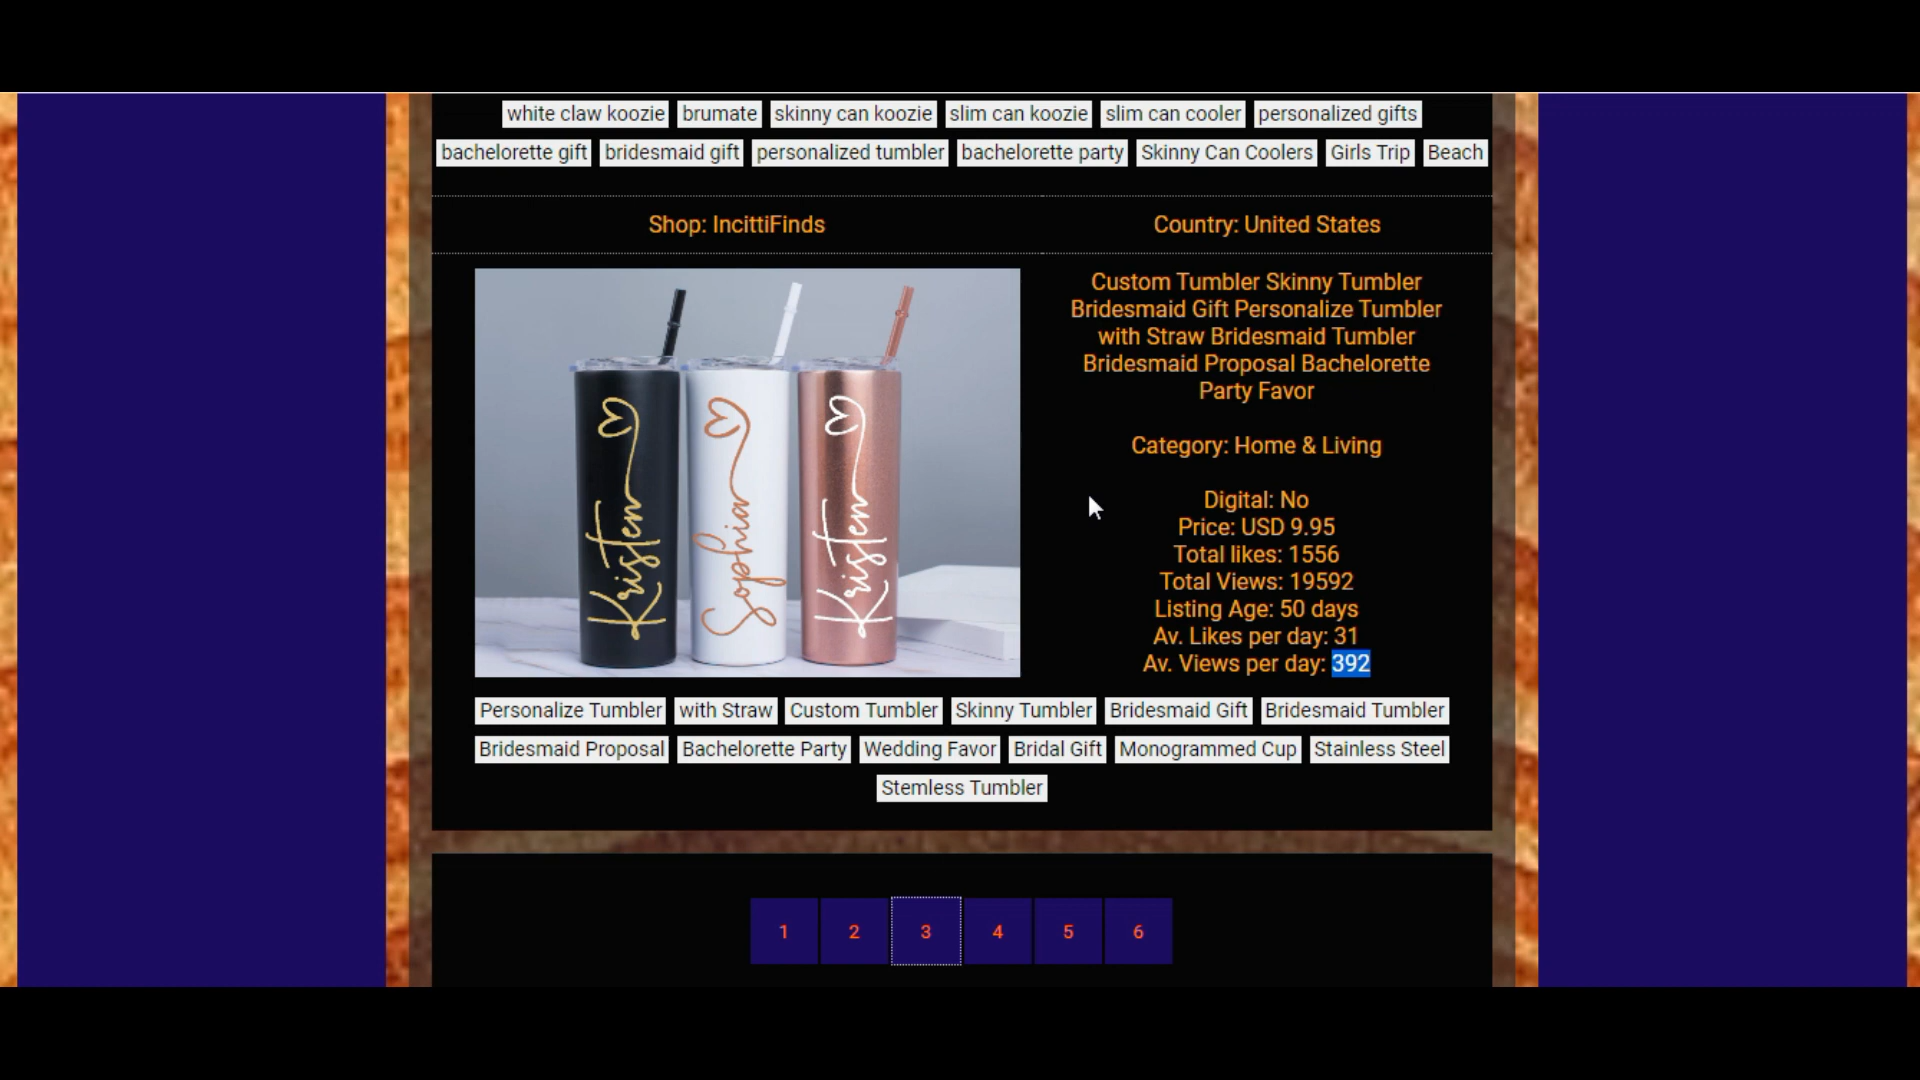 white claw koozie brumate skinny can koozie slim can koozie slim can cooler personalized gifts
bachelorette gift bridesmaid gift personalized tumbler bachelorette party Skinny Can Coolers Girls Trip Beach
Shop: IncittiFinds Country: United States
Custom Tumbler Skinny Tumbler
Bridesmaid Gift Personalize Tumbler
with Straw Bridesmaid Tumbler
Bridesmaid Proposal Bachelorette
Party Favor
Category: Home & Living
Digital: No
Price: USD 9.95
Total likes: 1556
Total Views: 19592
Listing Age: 50 days
Av. Likes per day: 31
Av. Views per day: 392
Kristen
Sophia
Kristen
Personalize Tumbler with Straw Custom Tumbler Skinny Tumbler Bridesmaid Gift Bridesmaid Tumbler
Bridesmaid Proposal Bachelorette Party Wedding Favor Bridal Gift Monogrammed Cup Stainless Steel
Stemless Tumbler
1 2 3 4 5 6